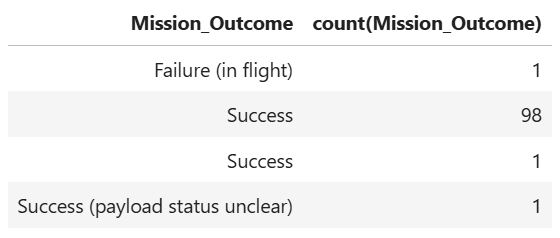 Mission_Outcome count(Mission_Outcome)
Failure (in flight) 1
Success 98
Success 1
Success (payload status unclear) 1